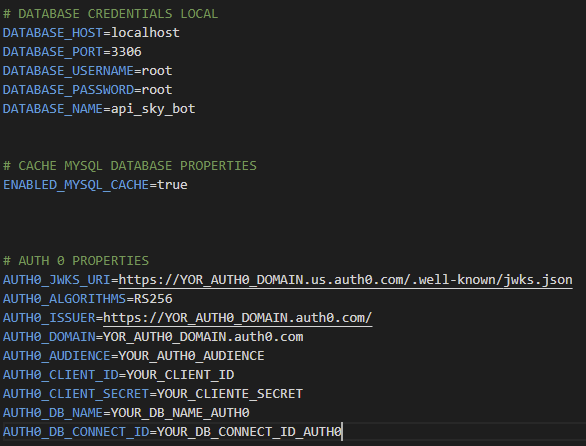 # DATABASE CREDENTIALS LOCAL
DATABASE_HOST=localhost
DATABASE_PORT=3306
DATABASE_USERNAME=root
DATABASE_PASSWORD=root
DATABASE_NAME=api_sky_bot
# CACHE MYSQL DATABASE PROPERTIES
ENABLED_MYSQL_CACHE=true
# AUTH 0 PROPERTIES
AUTH0_JWKS_URI=https://YOR_AUTH0_DOMAIN.us.auth0.com/.well-known/jwks.json
AUTH0_ALGORITHMS=RS256
AUTH0_ISSUER=https://YOR_AUTH0_DOMAIN.auth0.com/
AUTH0_DOMAIN=YOR_AUTH0_DOMAIN.auth0.com
AUTH0_AUDIENCE=YOUR_AUTH0_AUDIENCE
AUTH0_CLIENT_ID=YOUR_CLIENT_ID
AUTH0_CLIENT_SECRET=YOUR_CLIENTE_SECRET
AUTH0_DB_NAME=YOUR_DB_NAME_AUTH0
AUTH0_DB_CONNECT_ID=YOUR_DB_CONNECT_ID_AUTH0